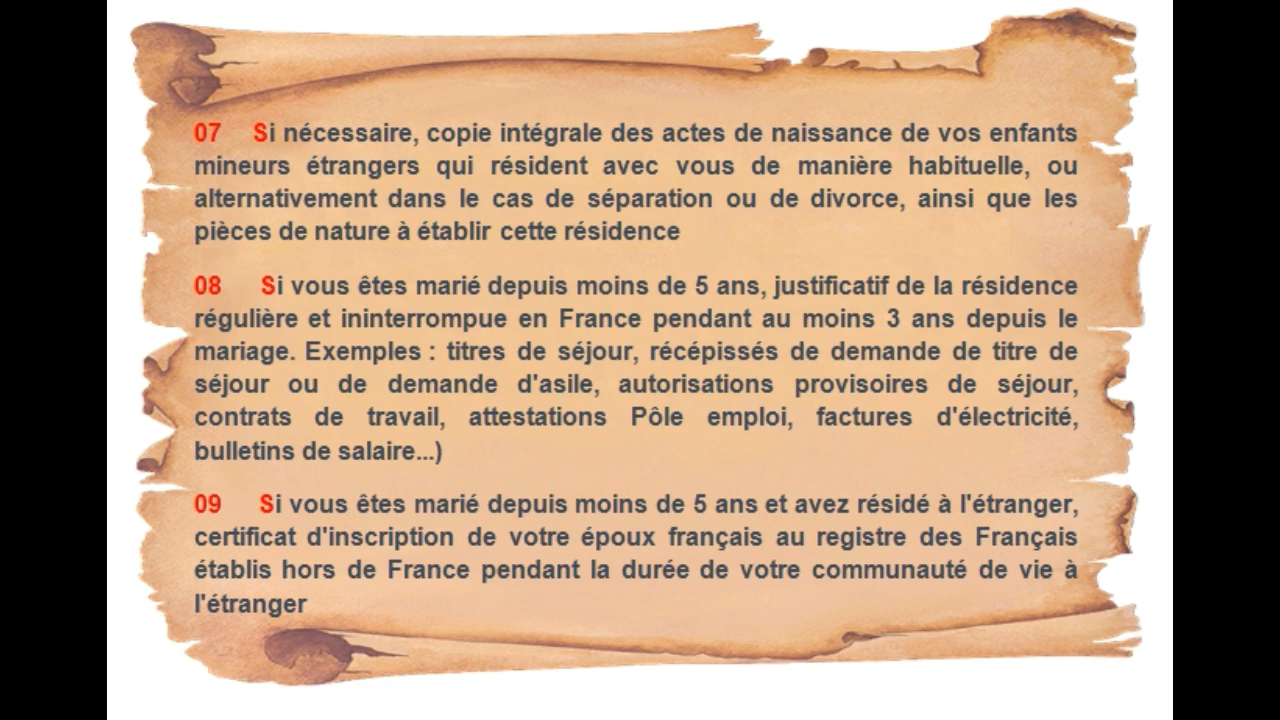 07 Si nécessaire, copie intégrale des actes de naissance de vos enfants
mineurs étrangers qui résident avec vous de manière habituelle, ou
alternativement dans le cas de séparation ou de divorce, ainsi que les
pièces de nature à établir cette résidence
08 Si vous êtes marié depuis moins de 5 ans, justificatif de la résidence
régulière et ininterrompue en France pendant au moins 3 ans depuis le
mariage. Exemples : titres de séjour, récépissés de demande de titre de
séjour ou de demande d'asile, autorisations provisoires de séjour,
contrats de travail, attestations Pôle emploi, factures d'électricité,
bulletins de salaire...)
09 Si vous êtes marié depuis moins de 5 ans et avez résidé à l'étranger,
certificat d'inscription de votre époux français au registre des Français
établis hors de France pendant la durée de votre communauté de vie à
l'étranger